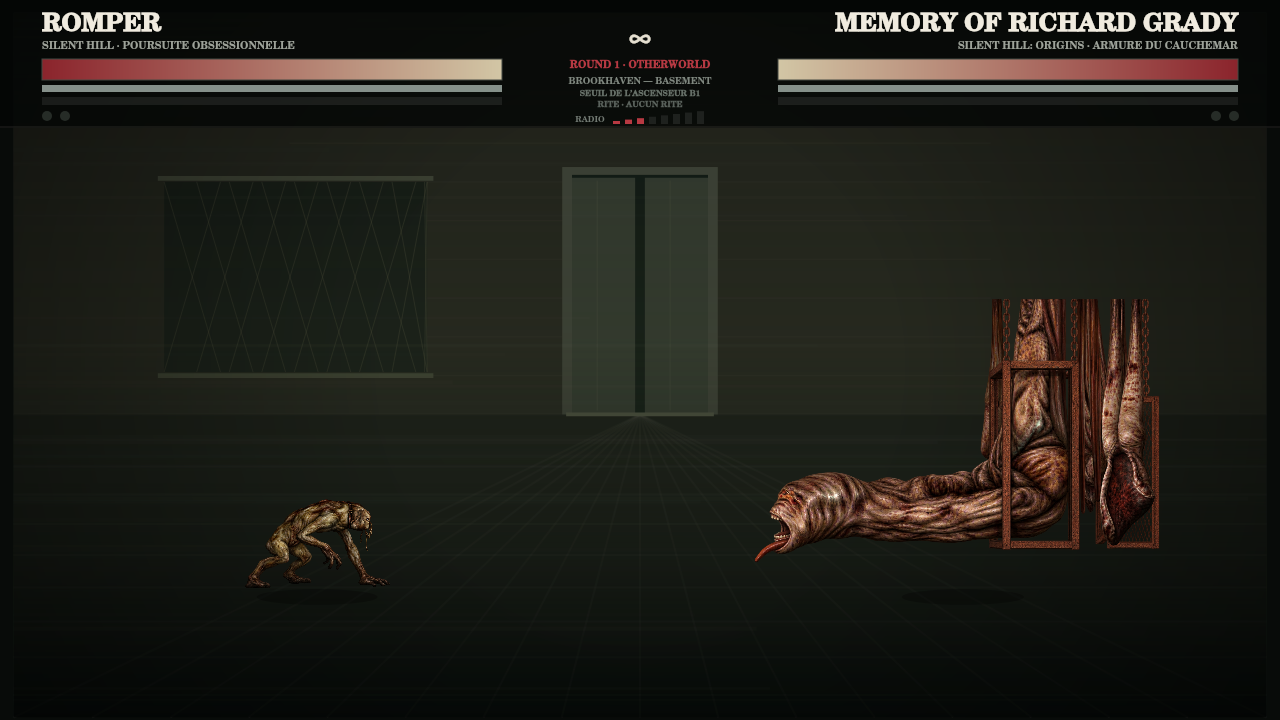 ROMPER
SILENT HILL · POURSUITE OBSESSIONNELLE
∞
ROUND 1 · OTHERWORLD
BROOKHAVEN — BASEMENT
SEUIL DE L'ASCENSEUR B1
RITE · AUCUN RITE
RADIO
MEMORY OF RICHARD GRADY
SILENT HILL: ORIGINS · ARMURE DU CAUCHEMAR